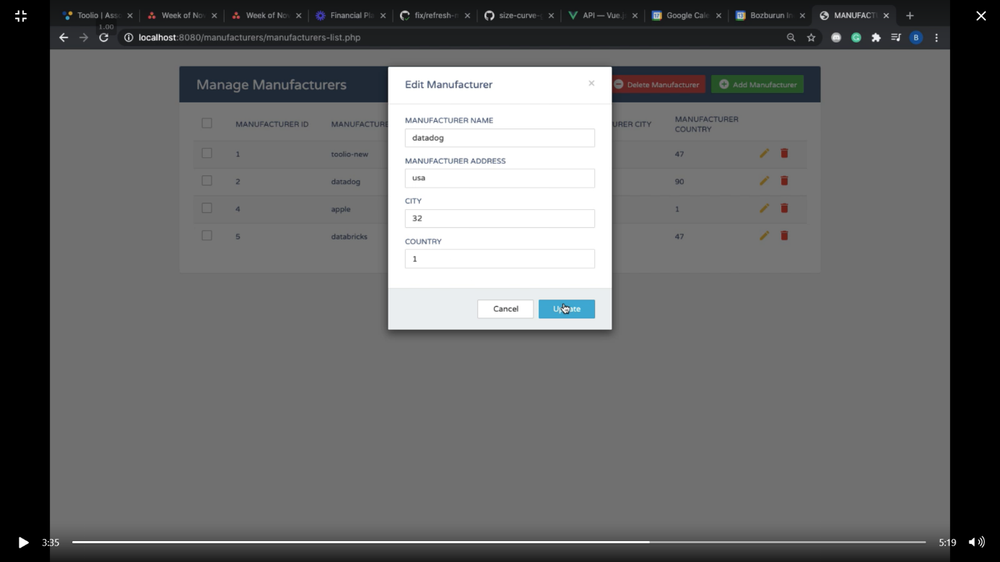 Toolio | Ass
Week of Nov
Week of Nov
Financial Pla
fix/refresh-n
size-curve-
API — Vue.j
Google Cale
Bozburun In
MANUFACT
1.00
localhost:8080/manufacturers/manufacturers-list.php
B
Manage Manufacturers
Delete Manufacturer
Add Manufacturer
MANUFACTURER ID
MANUFACTURE
URER CITY
MANUFACTURER
COUNTRY
1 toolio-new 47
2 datadog 90
4 apple 1
5 databricks 47
Edit Manufacturer
MANUFACTURER NAME
datadog
MANUFACTURER ADDRESS
usa
CITY
32
COUNTRY
1
Cancel
Update
3:35
5:19